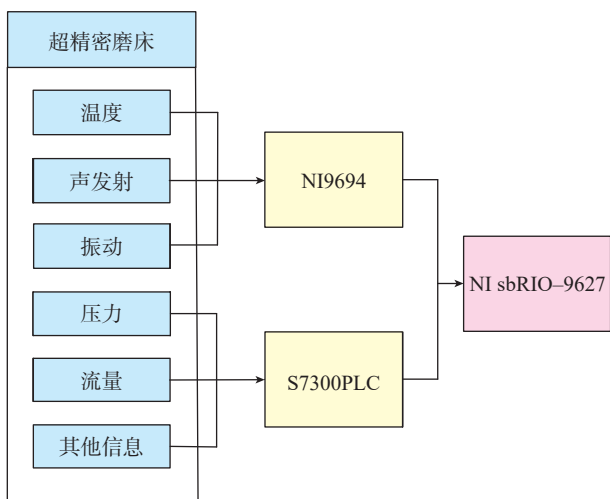 超精密磨床
温度
声发射
振动
压力
流量
其他信息
NI9694
S7300PLC
NI sbRIO–9627